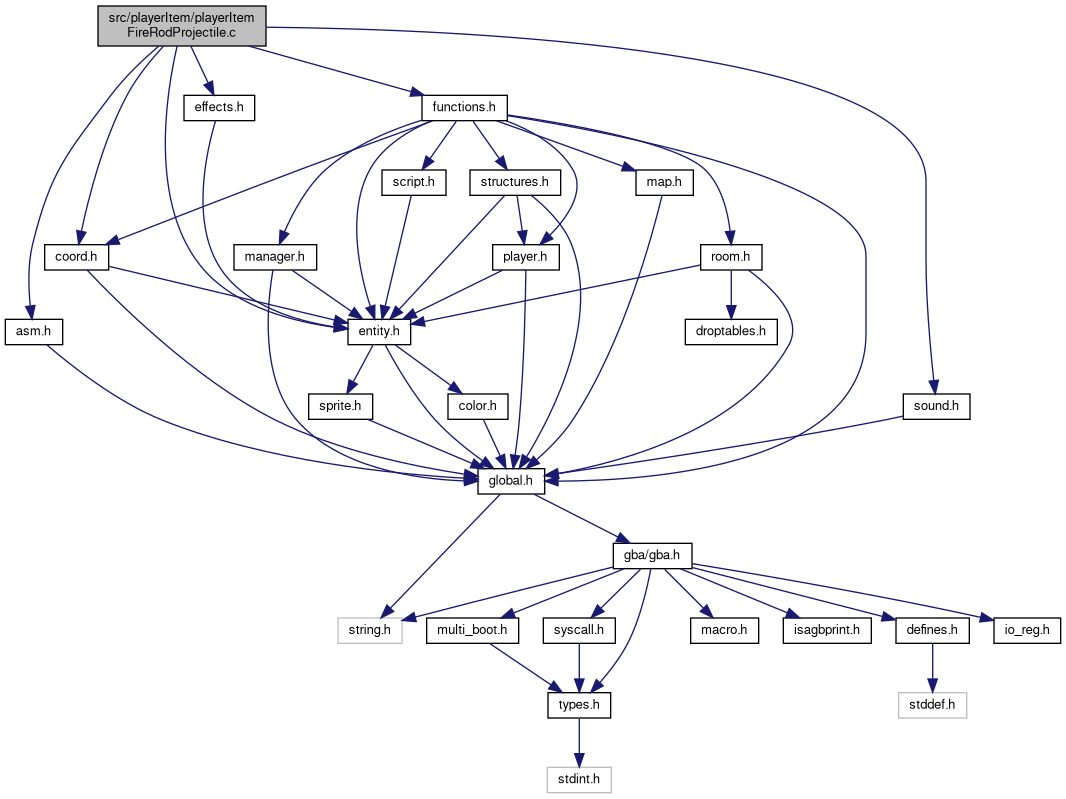 src/playerItem/playerItem
FireRodProjectile.c
effects.h
functions.h
script.h
structures.h
map.h
coord.h
manager.h
player.h
room.h
asm.h
entity.h
droptables.h
sprite.h
color.h
sound.h
global.h
gba/gba.h
string.h
multi_boot.h
syscall.h
macro.h
isagbprint.h
defines.h
io_reg.h
types.h
stddef.h
stdint.h